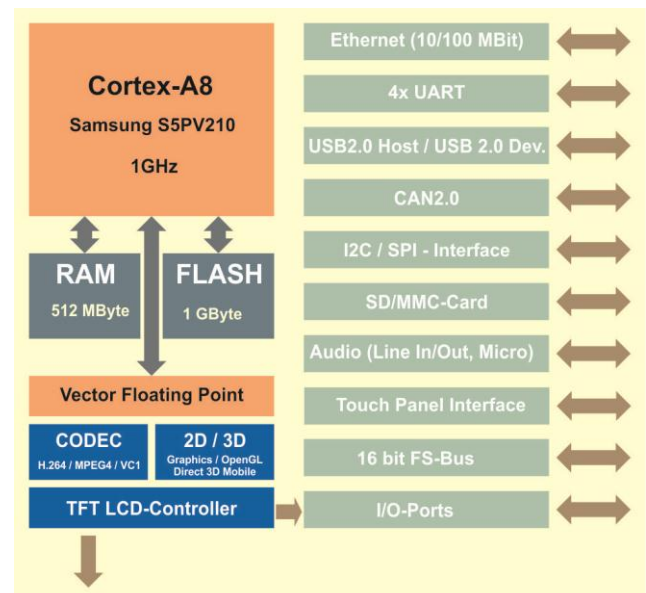 Cortex-A8
Samsung S5PV210
1GHz
RAM
512 MByte
FLASH
1 GByte
Vector Floating Point
CODEC
H.264 / MPEG4 / VC1
2D / 3D
Graphics / OpenGL
Direct 3D Mobile
TFT LCD-Controller
Ethernet (10/100 MBit)
4x UART
USB2.0 Host / USB 2.0 Dev.
CAN2.0
I2C / SPI - Interface
SD/MMC-Card
Audio (Line In/Out, Micro)
Touch Panel Interface
16 bit FS-Bus
I/O-Ports